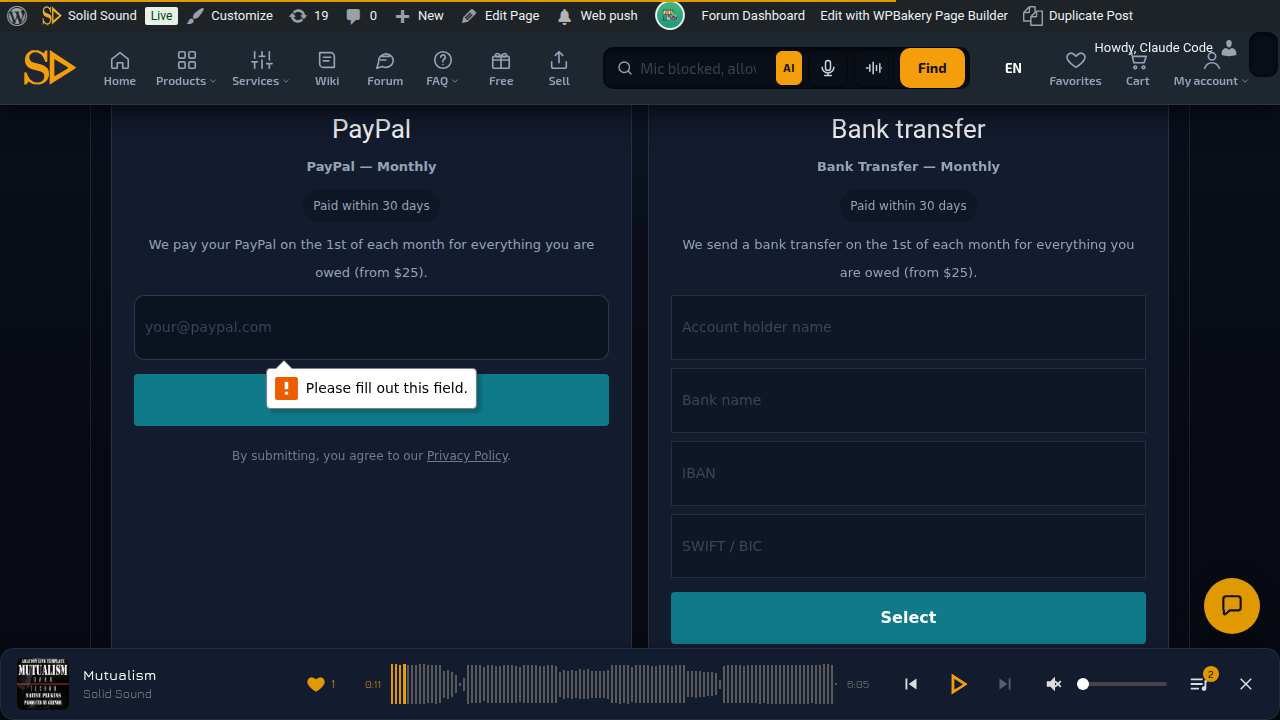 Solid Sound Live Customize 19 0 New Edit Page Web push Forum Dashboard Edit with WPBakery Page Builder Duplicate Post
Howdy, Claude Code
Home Products Services Wiki Forum FAQ Free Sell
Mic blocked, allov AI Find EN
Favorites Cart My account
PayPal
PayPal — Monthly
Paid within 30 days
We pay your PayPal on the 1st of each month for everything you are
owed (from $25).
your@paypal.com
Please fill out this field.
By submitting, you agree to our Privacy Policy.
Bank transfer
Bank Transfer — Monthly
Paid within 30 days
We send a bank transfer on the 1st of each month for everything you
are owed (from $25).
Account holder name
Bank name
IBAN
SWIFT / BIC
Select
MUTUALISM
Mutualism
Solid Sound
1
0:11
6:05
2